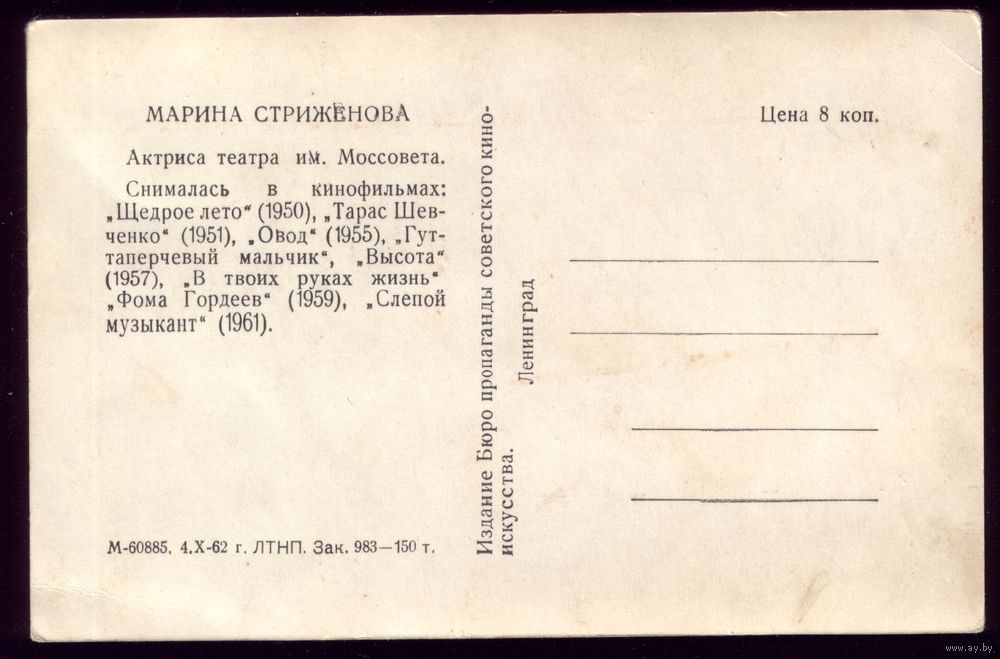 МАРИНА СТРИЖЕНОВА
Актриса театра им. Моссовета.
Снималась в кинофильмах:
„Щедрое лето“ (1950), „Тарас Шев-
ченко“ (1951), „Овод“ (1955), „Гут-
таперчевый мальчик“, „Высота“
(1957), „В твоих руках жизнь“
„Фома Гордеев“ (1959), „Слепой
музыкант“ (1961).
М-60885. 4.X-62 г. ЛТНП. Зак. 983—150 т.
Издание Бюро пропаганды советского кино-
искусства.
Ленинград
Цена 8 коп.
www.ay.by